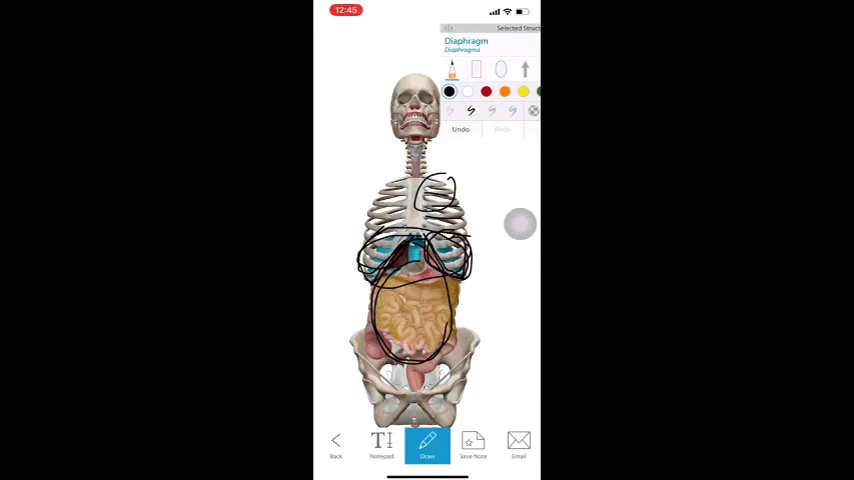 12:45
Selected Struct
Diaphragm
Diaphragma
Undo
Redo
Back
Notepad
Draw
Save Note
Email